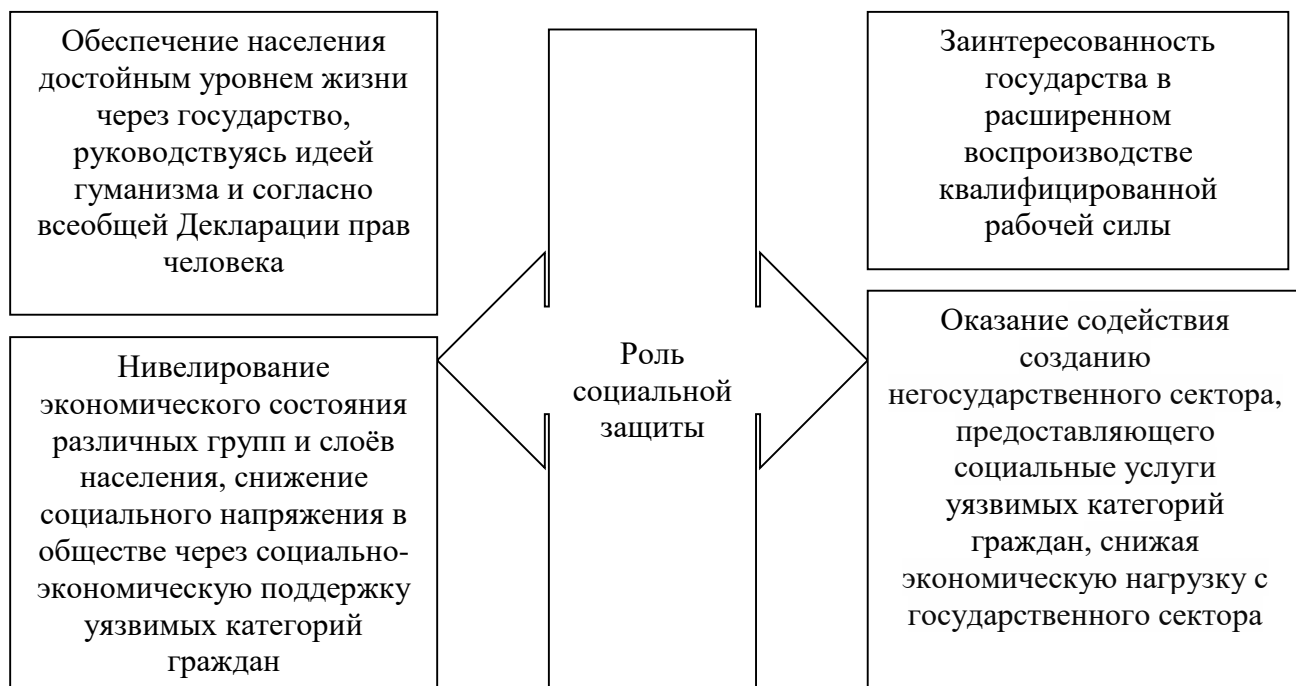 Обеспечение населения
достойным уровнем жизни
через государство,
руководствуясь идеей
гуманизма и согласно
всеобщей Декларации прав
человека
Нивелирование
экономического состояния
различных групп и слоёв
населения, снижение
социального напряжения в
обществе через социально-
экономическую поддержку
уязвимых категорий
граждан
Роль
социальной
защиты
Заинтересованность
государства в
расширенном
воспроизводстве
квалифицированной
рабочей силы
Оказание содействия
созданию
негосударственного сектора,
предоставляющего
социальные услуги
уязвимых категорий
граждан, снижая
экономическую нагрузку с
государственного сектора